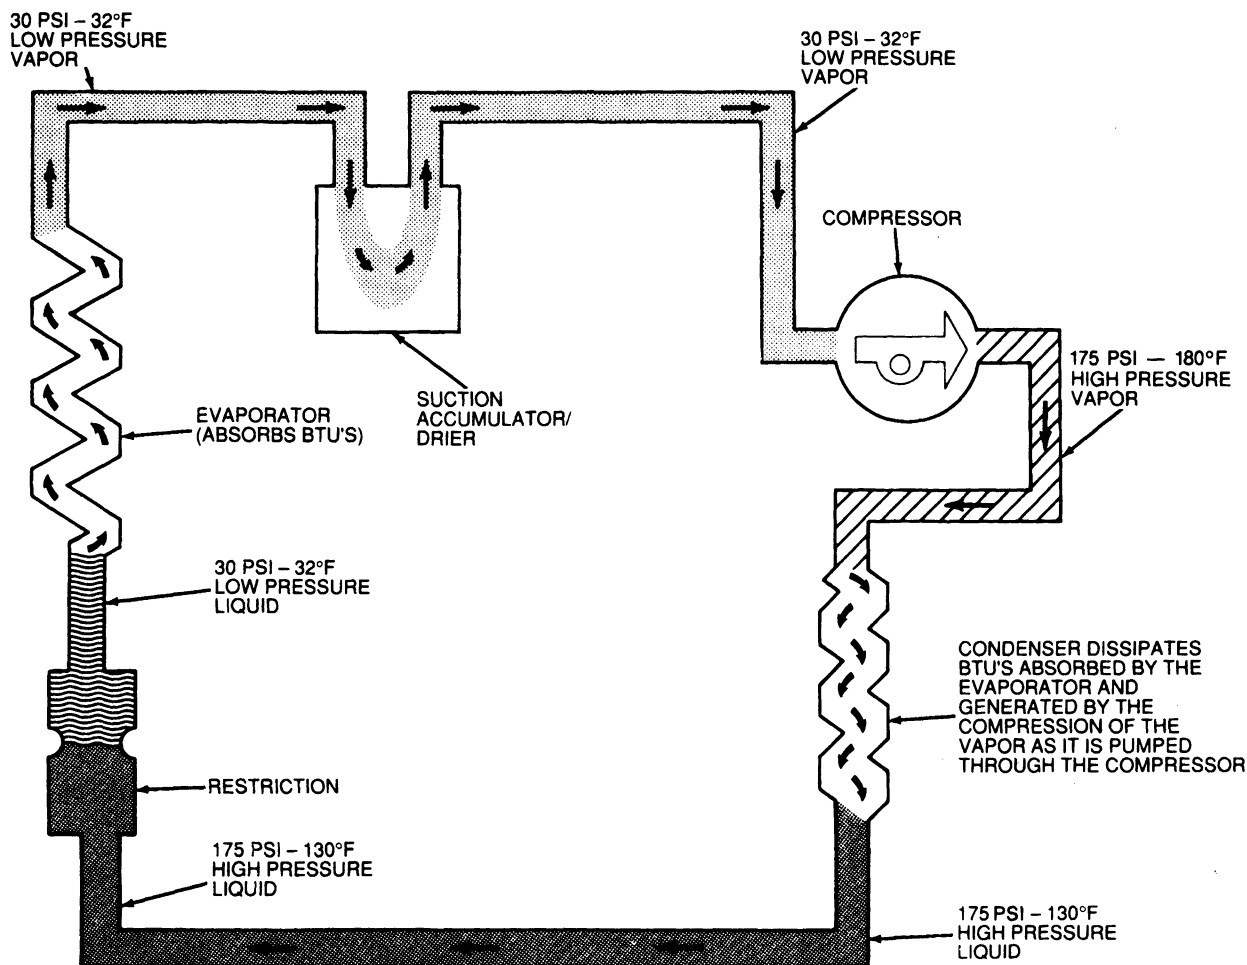 30 PSI – 32°F
LOW PRESSURE
VAPOR
30 PSI – 32°F
LOW PRESSURE
VAPOR
COMPRESSOR
175 PSI — 180°F
HIGH PRESSURE
VAPOR
SUCTION
ACCUMULATOR/
DRIER
EVAPORATOR
(ABSORBS BTU'S)
30 PSI – 32°F
LOW PRESSURE
LIQUID
CONDENSER DISSIPATES
BTU'S ABSORBED BY THE
EVAPORATOR AND
GENERATED BY THE
COMPRESSION OF THE
VAPOR AS IT IS PUMPED
THROUGH THE COMPRESSOR
RESTRICTION
175 PSI – 130°F
HIGH PRESSURE
LIQUID
175 PSI – 130°F
HIGH PRESSURE
LIQUID